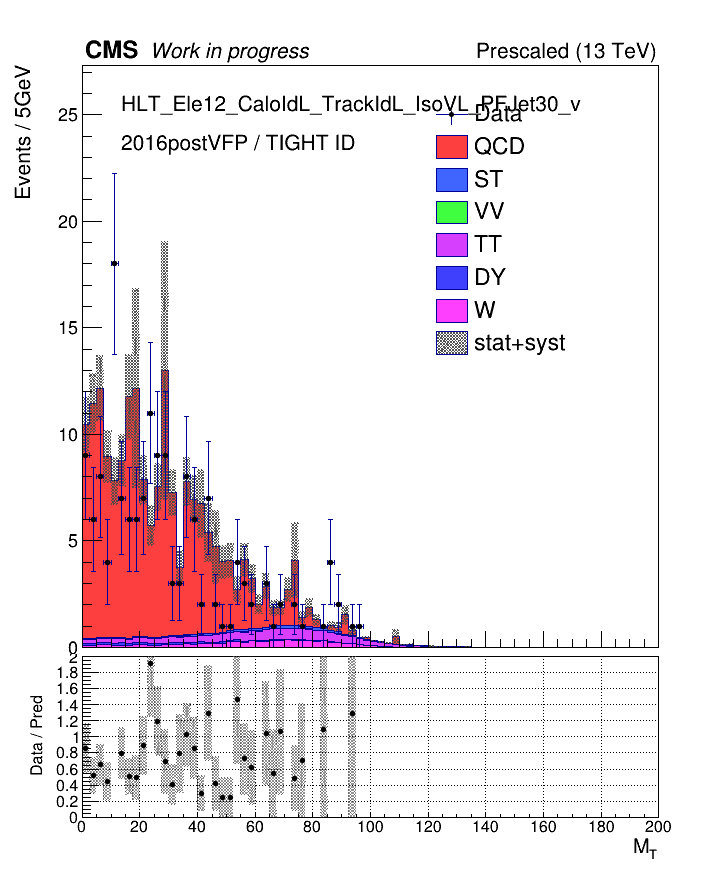 CMS Work in progress Prescaled (13 TeV)
Events / 5GeV
HLT_Ele12_CaloIdL_TrackIdL_IsoVL_PFJet30_v
2016postVFP / TIGHT ID
Data
QCD
ST
VV
TT
DY
W
stat+syst
25
20
15
10
5
0
Data / Pred
2
1.8
1.6
1.4
1.2
1
0.8
0.6
0.4
0.2
0
0 20 40 60 80 100 120 140 160 180 200
M_T